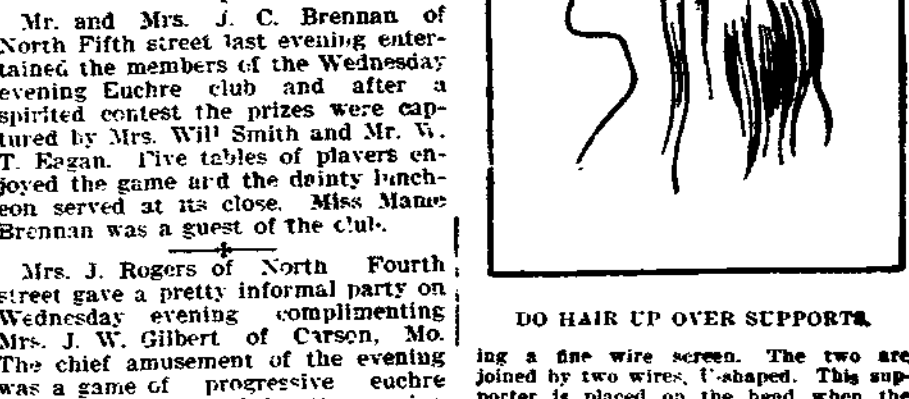 Mr. and Mrs. J. C. Brennan of
North Fifth street last evening enter-
tained the members of the Wednesday
evening Euchre club and after a
spirited contest the prizes were cap-
tured by Mrs. Will Smith and Mr. W.
T. Eagan. Five tables of players en-
joyed the game and the dainty lunch-
eon served at its close. Miss Mame
Brennan was a guest of the club.
Mrs. J. Rogers of North Fourth
street gave a pretty informal party on
Wednesday evening complimenting
Mrs. J. W. Gilbert of Carson, Mo.
The chief amusement of the evening
was a game of progressive euchre
DO HAIR UP OVER SUPPORTS.
ing a fine wire screen. The two are
joined by two wires, U-shaped. This sup-
porter is placed on the head when the